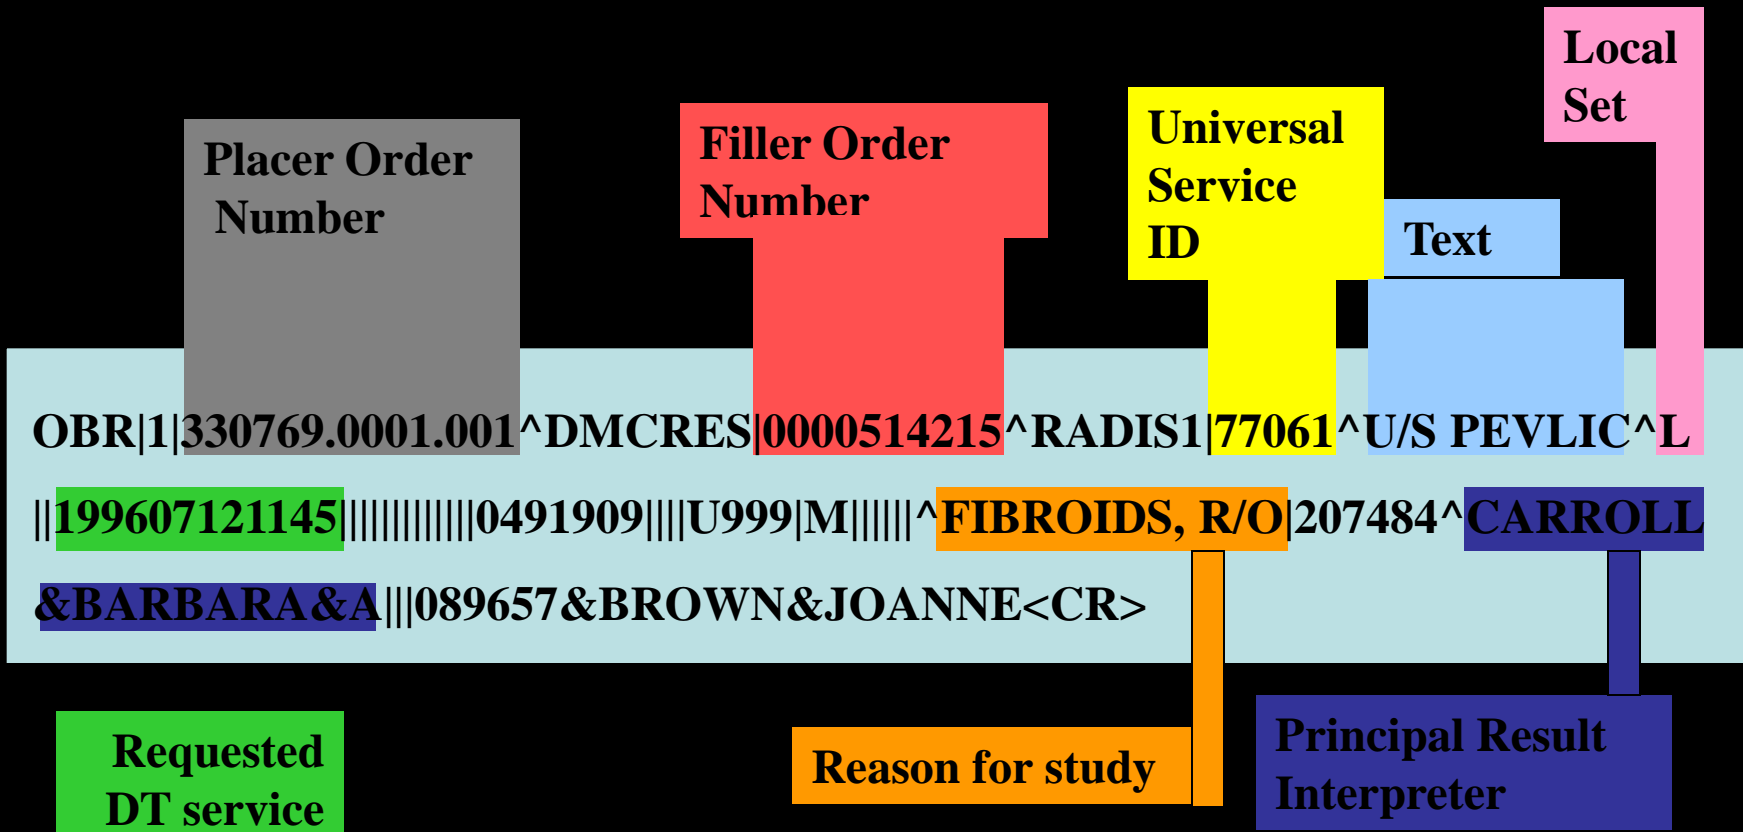 Local
Set
Placer Order
Number
Filler Order
Number
Universal
Service
ID
Text
OBR|1|330769.0001.001^DMCRES|0000514215^RADIS1|77061^U/S PEVLIC^L
||199607121145||||||||||||0491909||||U999|M||||||^FIBROIDS, R/O|207484^CARROLL
&BARBARA&A|||089657&BROWN&JOANNE<CR>
Requested
DT service
Reason for study
Principal Result
Interpreter